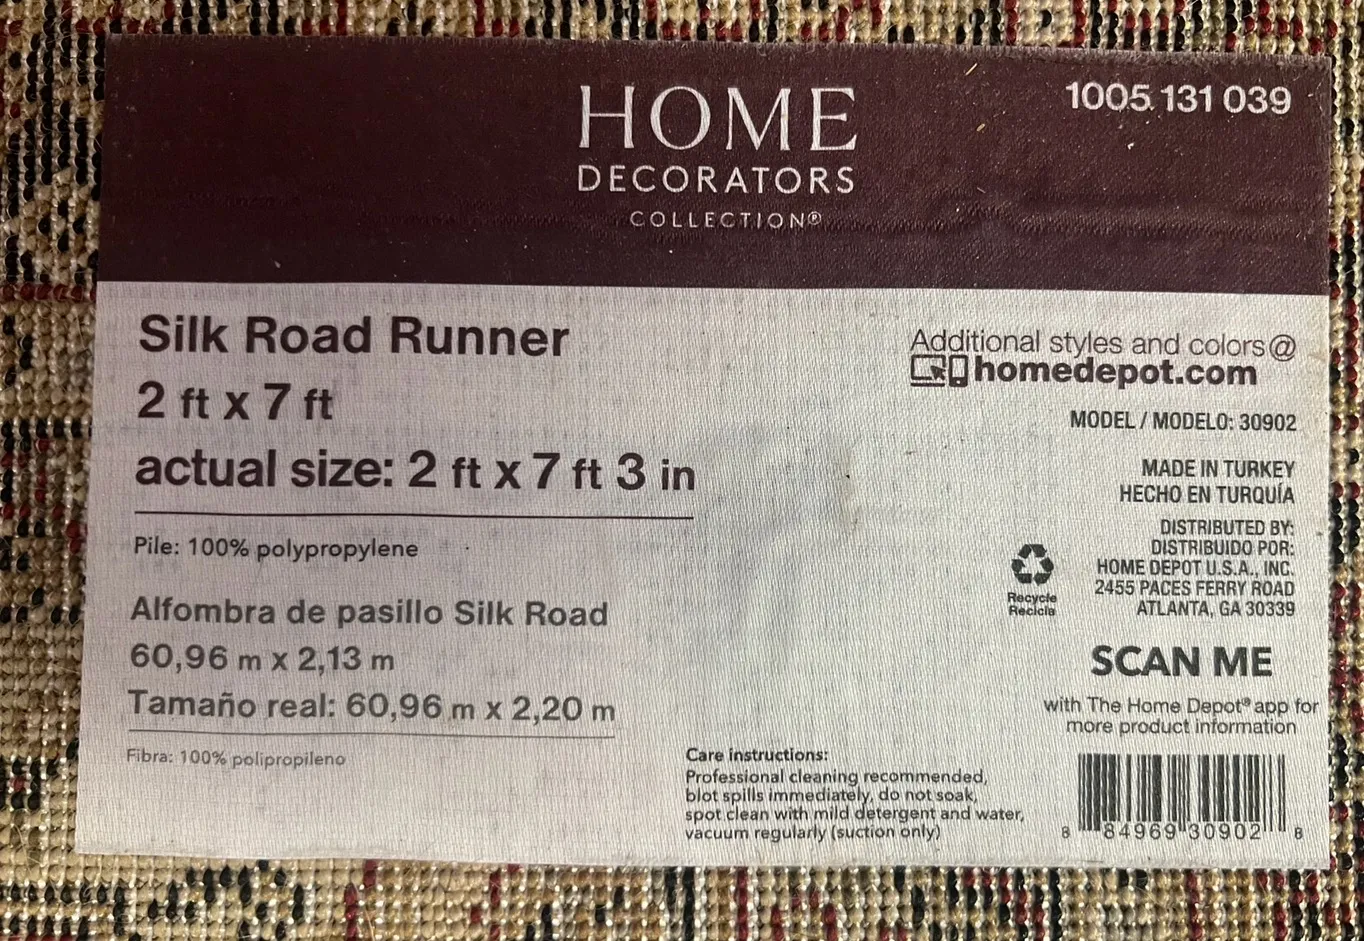 HOME
DECORATORS
COLLECTION®
1005 131 039
Silk Road Runner
2 ft x 7 ft
actual size: 2 ft x 7 ft 3 in
Pile: 100% polypropylene
Alfombra de pasillo Silk Road
60,96 m x 2,13 m
Tamaño real: 60,96 m x 2,20 m
Fibra: 100% polipropileno
Additional styles and colors@
homedepot.com
MODEL / MODELO: 30902
MADE IN TURKEY
HECHO EN TURQUÍA
DISTRIBUTED BY:
DISTRIBUIDO POR:
HOME DEPOT U.S.A., INC.
2455 PACES FERRY ROAD
ATLANTA, GA 30339
Recycle
Recicla
SCAN ME
with The Home Depot® app for
more product information
Care instructions:
Professional cleaning recommended,
blot spills immediately, do not soak,
spot clean with mild detergent and water,
vacuum regularly (suction only)
8 84969 30902 8